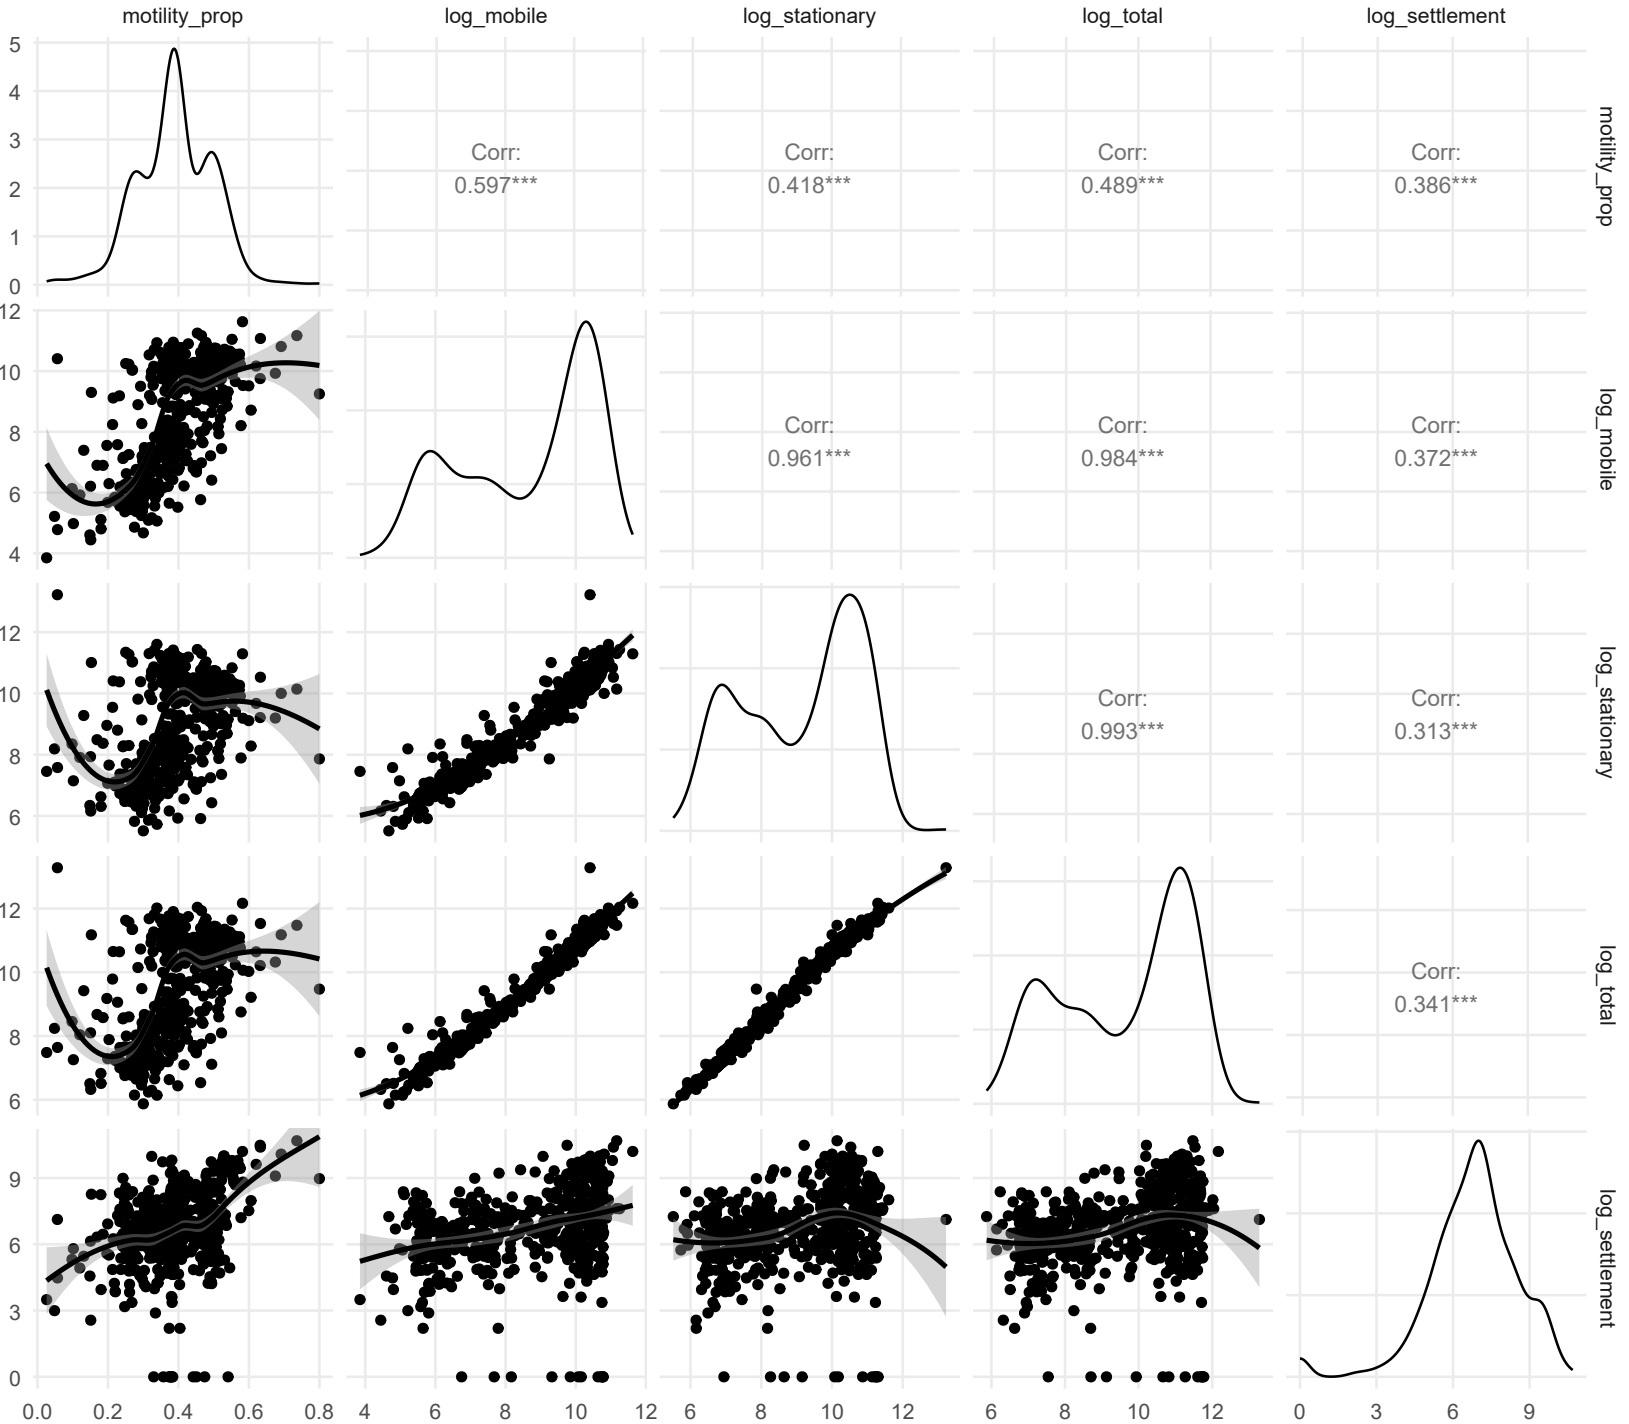 motility_prop log_mobile log_stationary log_total log_settlement
5
4
3
2
1
0
Corr:
0.597***
Corr:
0.418***
Corr:
0.489***
Corr:
0.386***
motility_prop
12
10
8
6
4
Corr:
0.961***
Corr:
0.984***
Corr:
0.372***
log_mobile
12
10
8
6
Corr:
0.993***
Corr:
0.313***
log_stationary
12
10
8
6
Corr:
0.341***
log_total
9
6
3
0
log_settlement
0.0 0.2 0.4 0.6 0.8 4 6 8 10 12 6 8 10 12 6 8 10 12 0 3 6 9